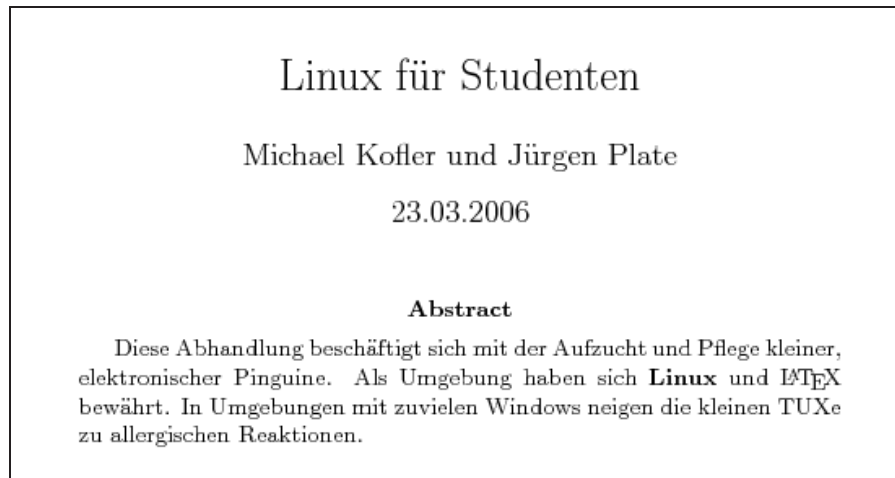 Linux für Studenten
Michael Kofler und Jürgen Plate
23.03.2006
Abstract
Diese Abhandlung beschäftigt sich mit der Aufzucht und Pflege kleiner,
elektronischer Pinguine. Als Umgebung haben sich Linux und LATEX
bewährt. In Umgebungen mit zuvielen Windows neigen die kleinen TUXe
zu allergischen Reaktionen.